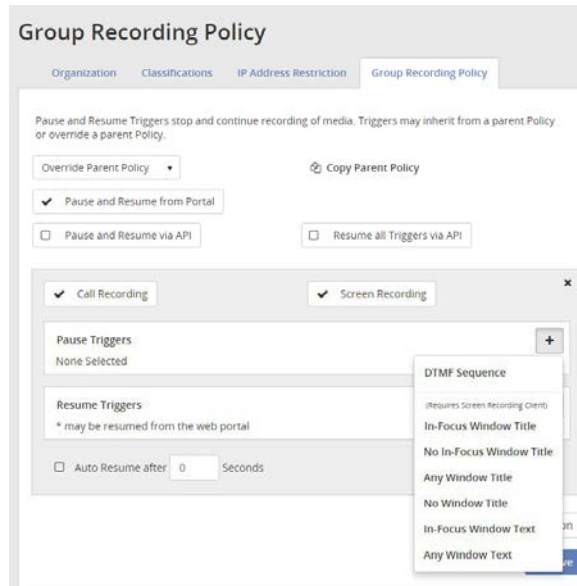 Group Recording Policy
Organization Classifications IP Address Restriction Group Recording Policy
Pause and Resume Triggers stop and continue recording of media. Triggers may inherit from a parent Policy
or override a parent Policy.
Override Parent Policy Copy Parent Policy
Pause and Resume from Portal
Pause and Resume via API Resume all Triggers via API
Call Recording Screen Recording
Pause Triggers
None Selected
DTMF Sequence
Resume Triggers
* may be resumed from the web portal
(Requires Screen Recording Client)
In-Focus Window Title
No In-Focus Window Title
Auto Resume after 0 Seconds
Any Window Title
No Window Title
In-Focus Window Text
Any Window Text